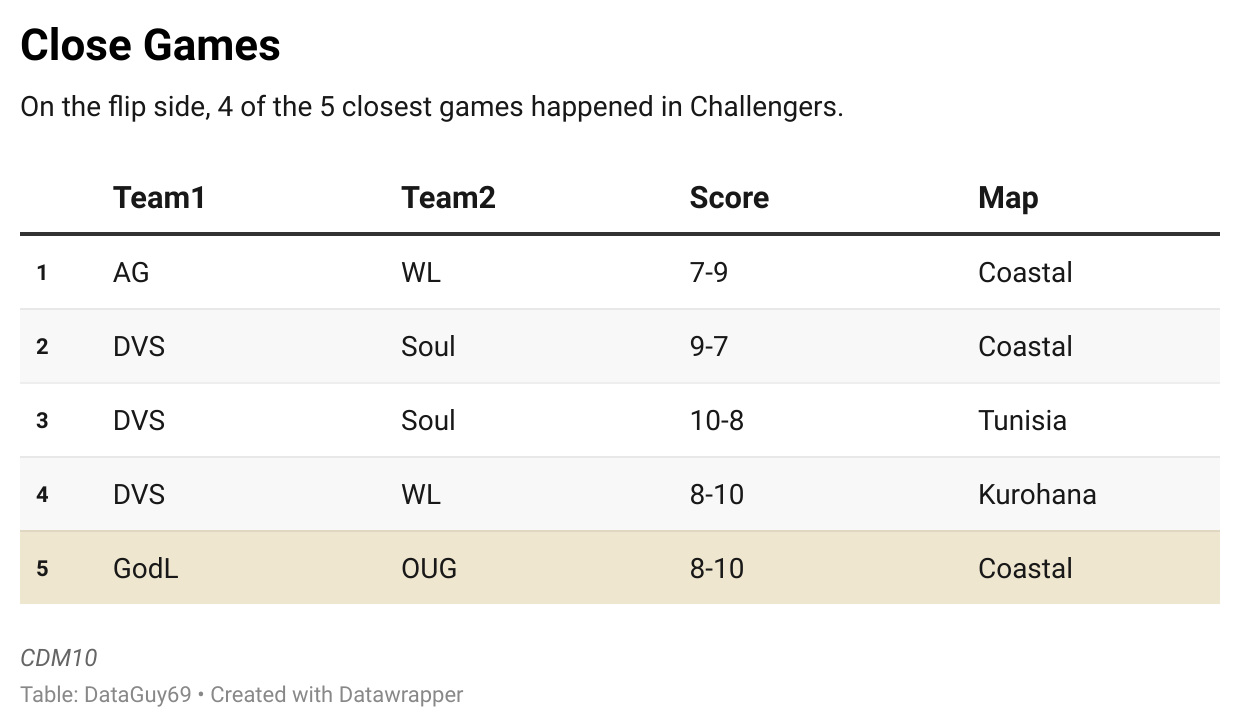 Close Games
On the flip side, 4 of the 5 closest games happened in Challengers.
Team1 Team2 Score Map
1 AG WL 7-9 Coastal
2 DVS Soul 9-7 Coastal
3 DVS Soul 10-8 Tunisia
4 DVS WL 8-10 Kurohana
5 GodL OUG 8-10 Coastal
CDM10
Table: DataGuy69 • Created with Datawrapper